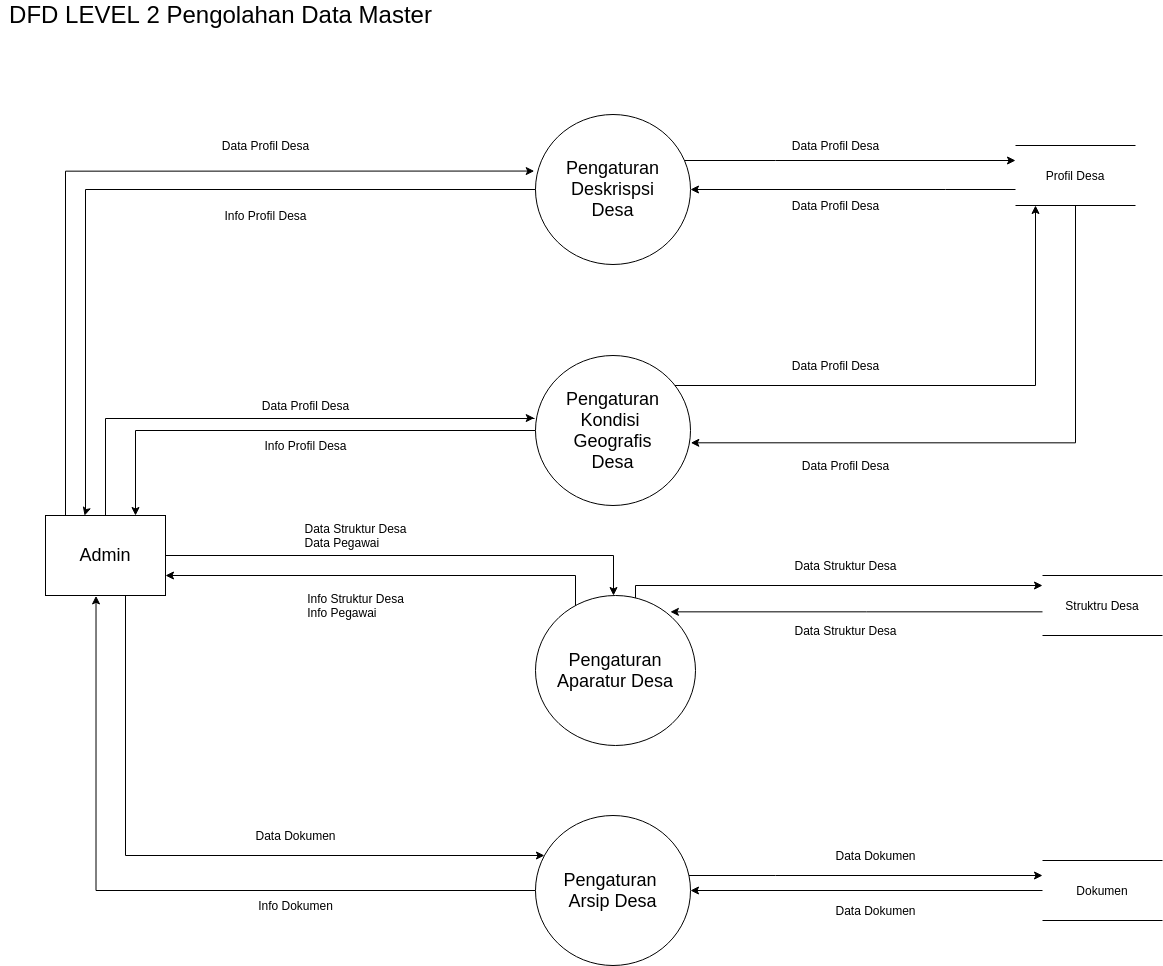 DFD LEVEL 2 Pengolahan Data Master
Data Profil Desa
Info Profil Desa
Pengaturan
Deskrispsi
Desa
Data Profil Desa
Data Profil Desa
Profil Desa
Data Profil Desa
Info Profil Desa
Pengaturan
Kondisi
Geografis
Desa
Data Profil Desa
Data Profil Desa
Admin
Data Struktur Desa
Data Pegawai
Info Struktur Desa
Info Pegawai
Pengaturan
Aparatur Desa
Data Struktur Desa
Data Struktur Desa
Struktru Desa
Data Dokumen
Info Dokumen
Pengaturan
Arsip Desa
Data Dokumen
Data Dokumen
Dokumen